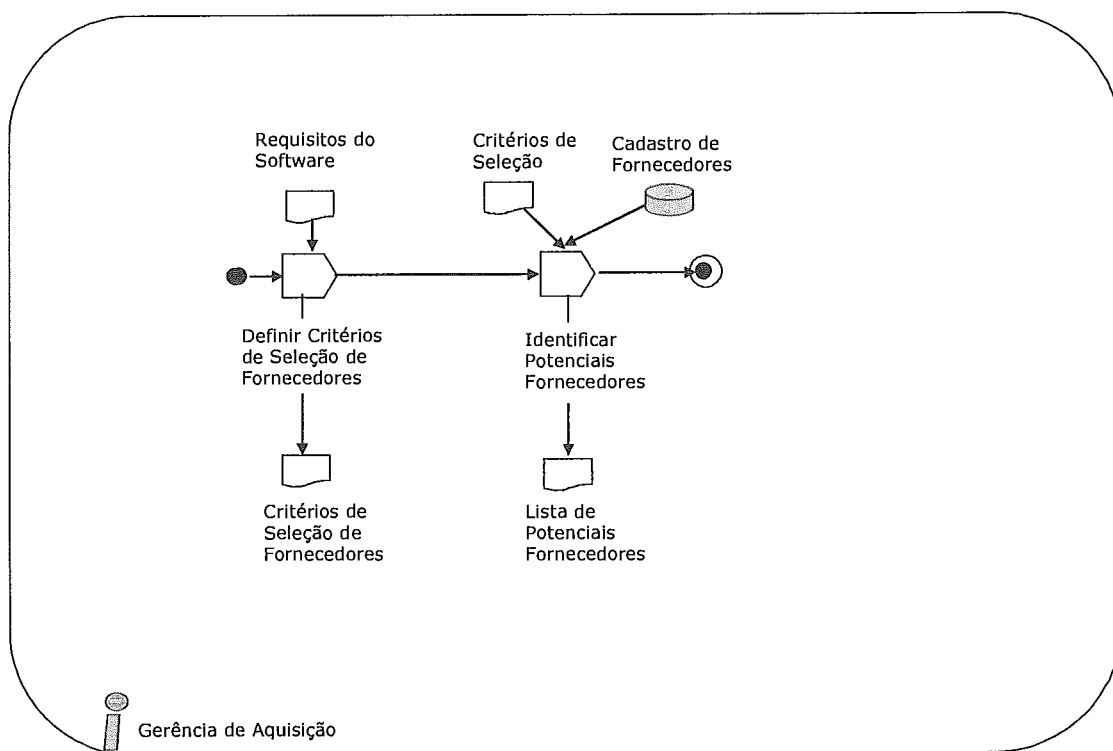 Requisitos do
Software
Critérios de
Seleção
Cadastro de
Fornecedores
Definir Critérios
de Seleção de
Fornecedores
Identificar
Potenciais
Fornecedores
Critérios de
Seleção de
Fornecedores
Lista de
Potenciais
Fornecedores
Gerência de Aquisição